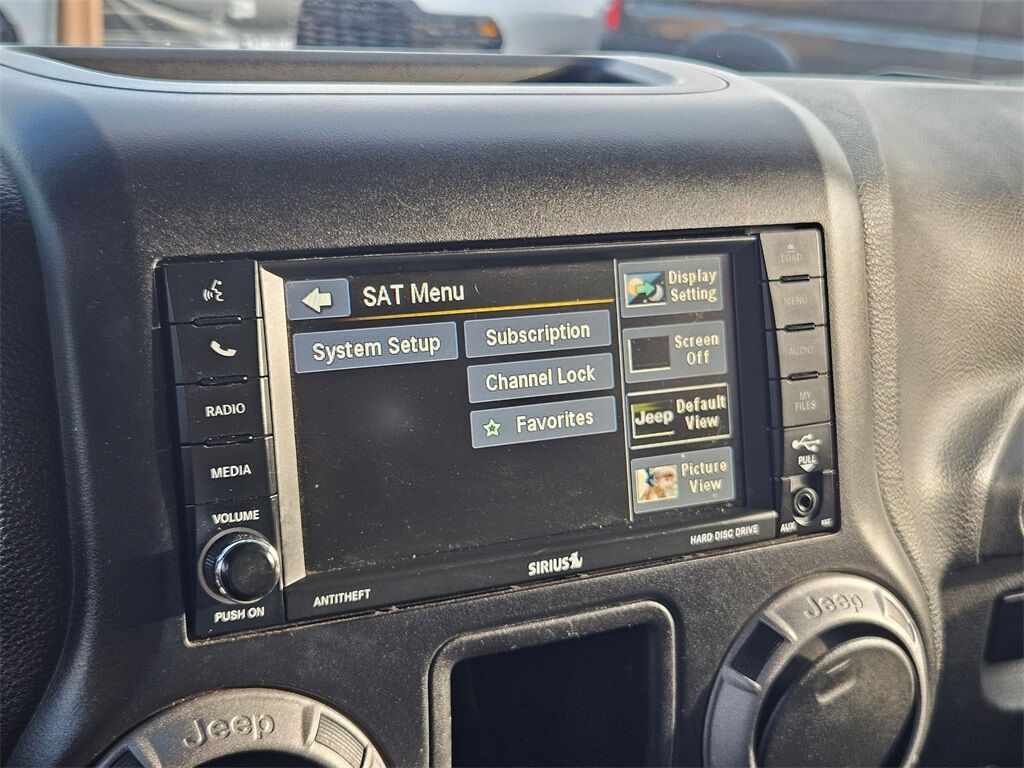 SAT Menu
System Setup
Subscription
Channel Lock
Favorites
Display
Setting
Screen
Off
Jeep
Default
View
Picture
View
RADIO
MEDIA
VOLUME
PUSH ON
LOAD
MENU
AUDIO
MY
FILES
PULL
AUX
ANTITHEFT
SIRIUS
HARD DISC DRIVE
Jeep
Jeep